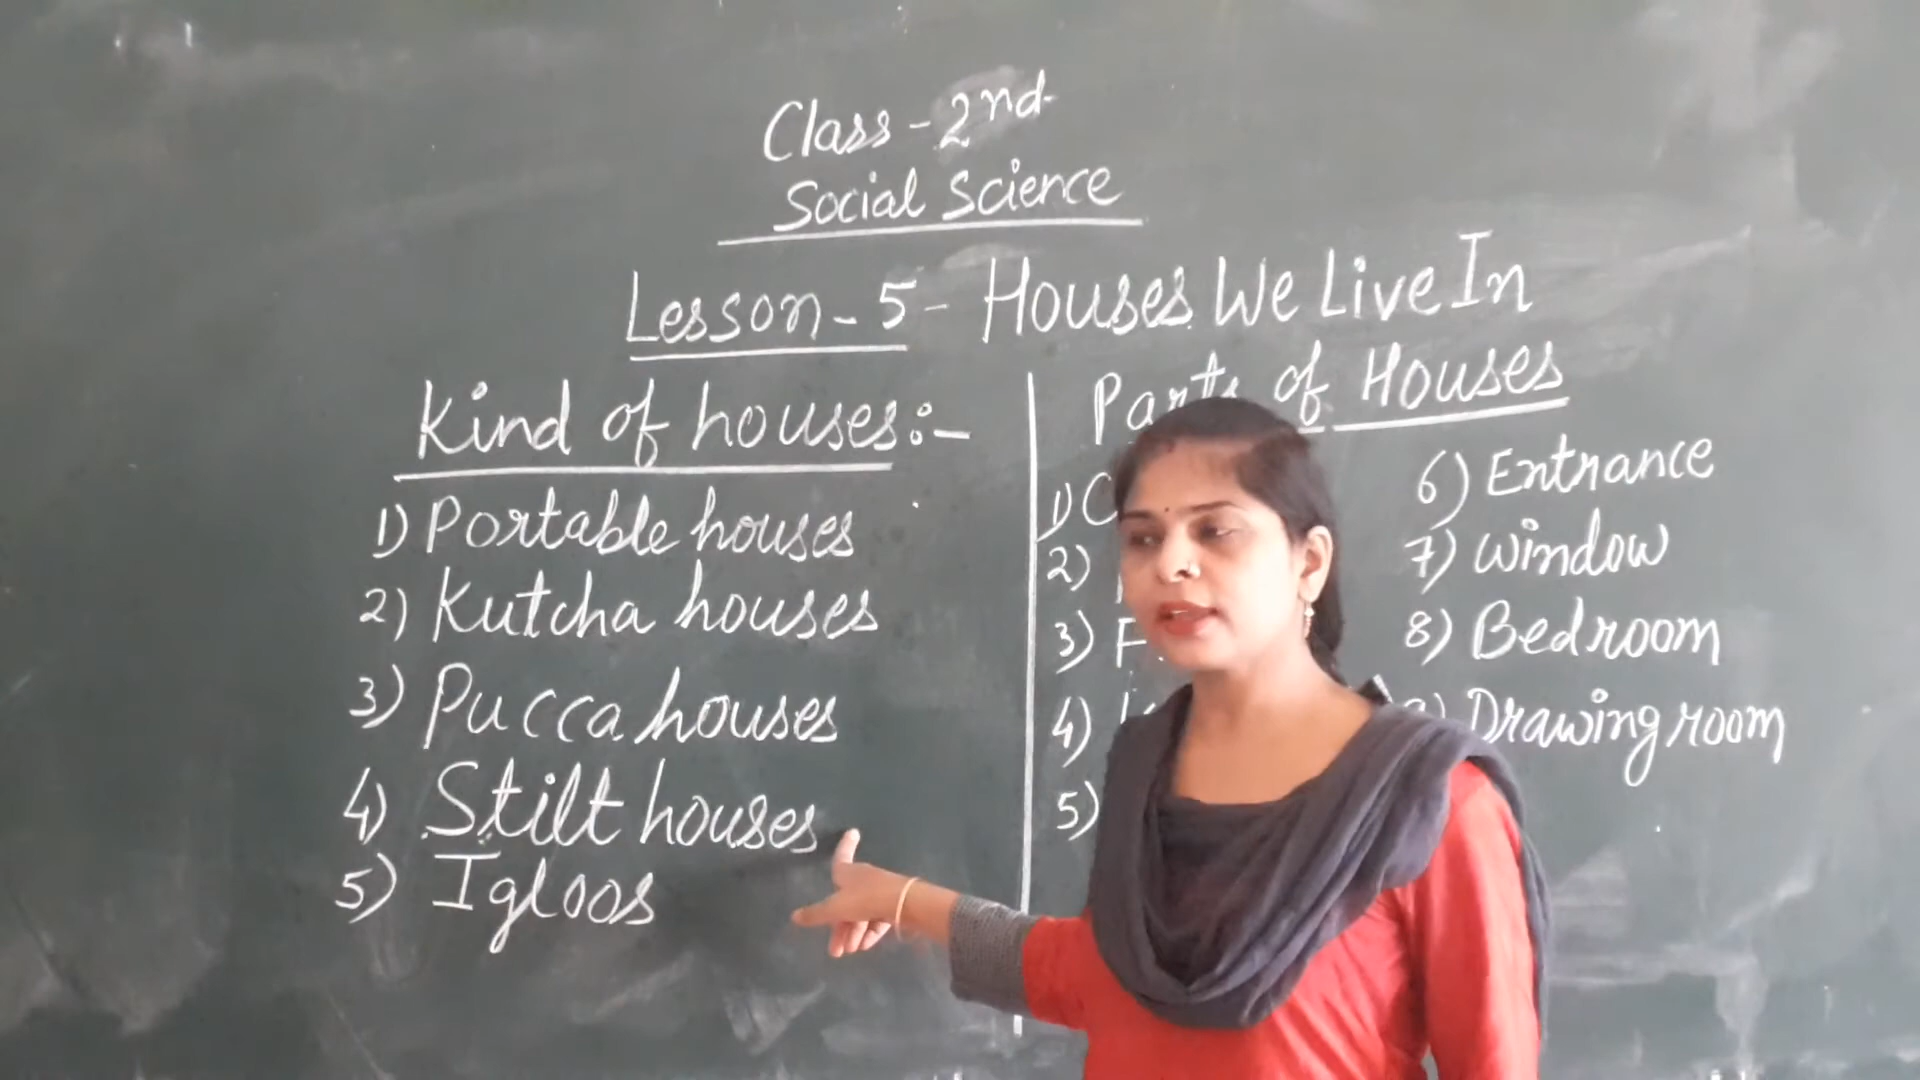 Class - 2nd
Social Science
Lesson - 5 - Houses We Live In
Kind of houses:-
1) Portable houses
2) Kutcha houses
3) Pucca houses
4) Stilt houses
5) Igloos
Parts of Houses
1)
2)
3)
4)
5)
6) Entrance
7) Window
8) Bedroom
Drawing room